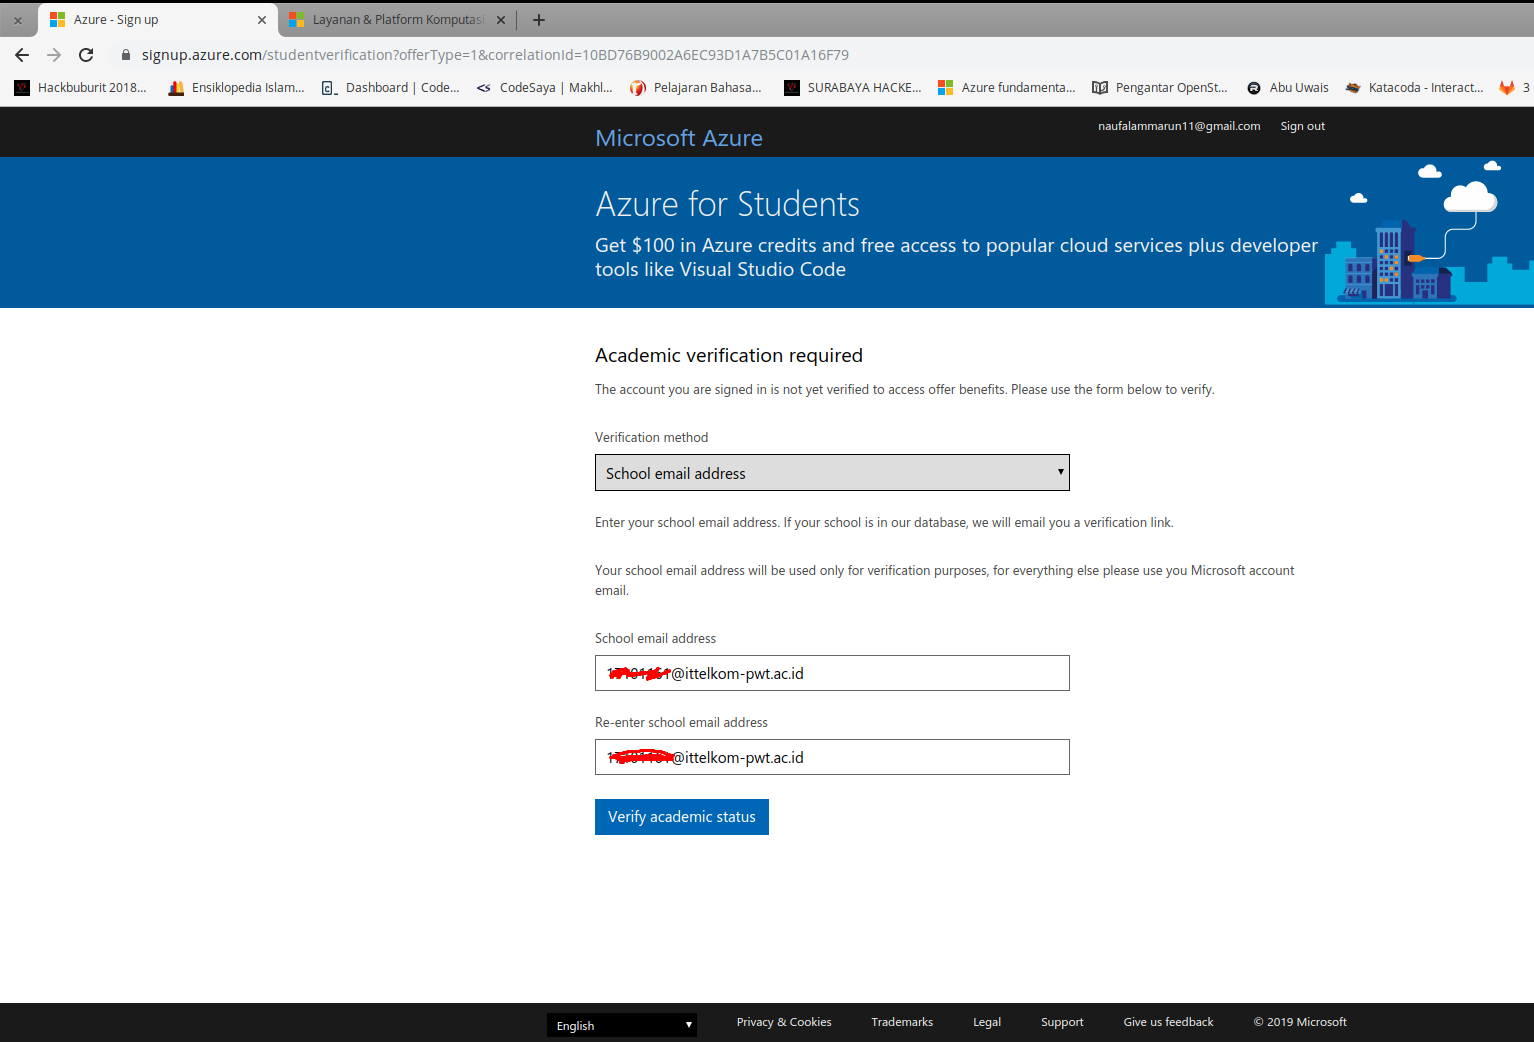 Azure - Sign up
Layanan & Platform Komputasi
signup.azure.com/studentverification?offerType=1&correlationId=10BD76B9002A6EC93D1A7B5C01A16F79
Hackbuburit 2018... Ensiklopedia Islam... Dashboard | Code... CodeSaya | Makhl... Pelajaran Bahasa... SURABAYA HACKE... Azure fundamenta... Pengantar OpenSt... Abu Uwais Katacoda - Interact... 3
Microsoft Azure
naufalammarun11@gmail.com Sign out
Azure for Students
Get $100 in Azure credits and free access to popular cloud services plus developer
tools like Visual Studio Code
Academic verification required
The account you are signed in is not yet verified to access offer benefits. Please use the form below to verify.
Verification method
School email address
Enter your school email address. If your school is in our database, we will email you a verification link.
Your school email address will be used only for verification purposes, for everything else please use you Microsoft account
email.
School email address
@ittelkom-pwt.ac.id
Re-enter school email address
@ittelkom-pwt.ac.id
Verify academic status
English Privacy & Cookies Trademarks Legal Support Give us feedback © 2019 Microsoft